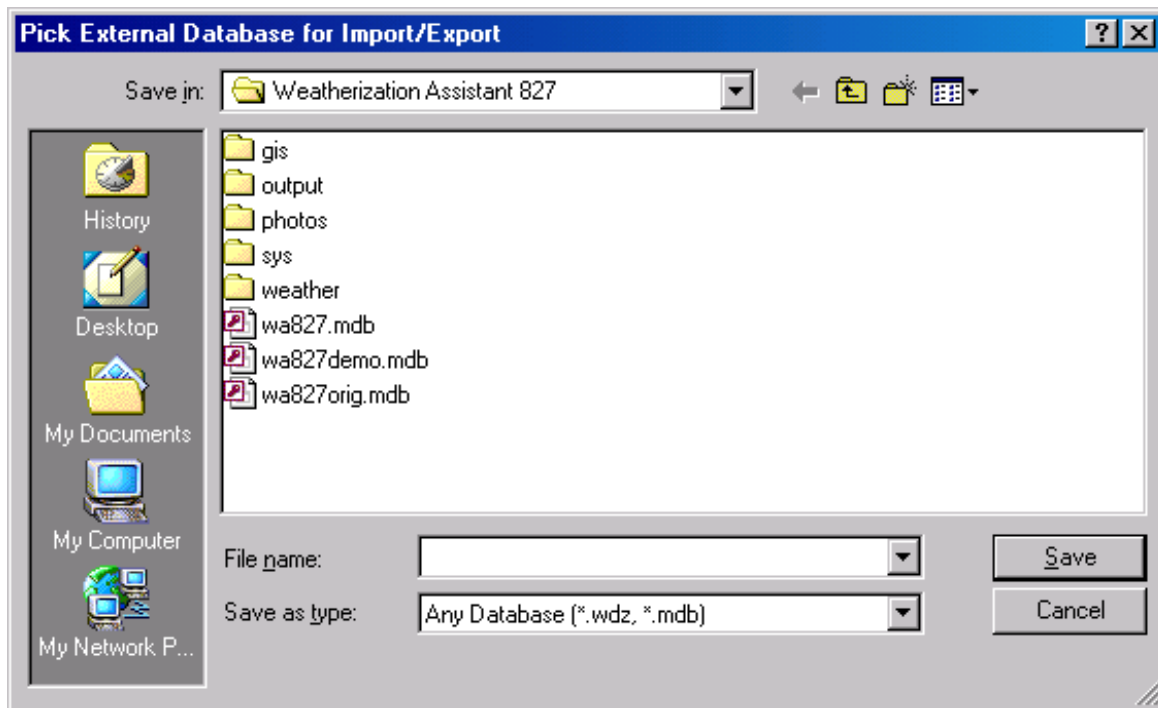 Pick External Database for Import/Export
Save in: Weatherization Assistant 827
History
Desktop
My Documents
My Computer
My Network P...
gis
output
photos
sys
weather
wa827.mdb
wa827demo.mdb
wa827orig.mdb
File name:
Save
Save as type: Any Database (*.wdz, *.mdb)
Cancel